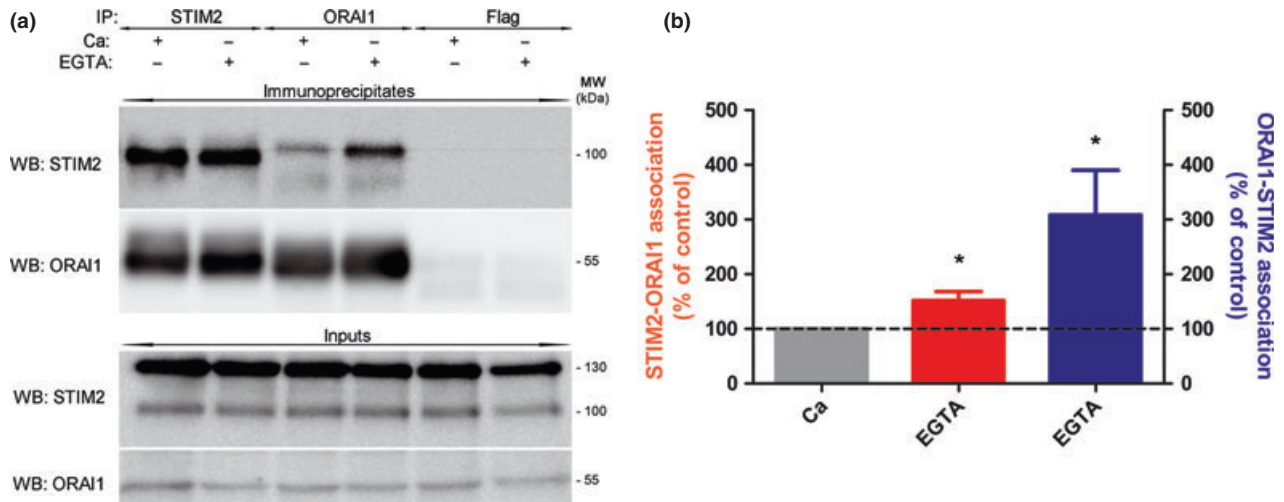 (a)
IP: STIM2 ORAI1 Flag
Ca: + – + – + –
EGTA: – + – + – +
Immunoprecipitates
MW
(kDa)
WB: STIM2
- 100
WB: ORAI1
- 55
Inputs
WB: STIM2
- 130
- 100
WB: ORAI1
- 55
(b)
STIM2-ORAI1 association
(% of control)
500
400
300
200
100
0
*
*
Ca
EGTA
EGTA
500
400
300
200
100
0
ORAI1-STIM2 association
(% of control)